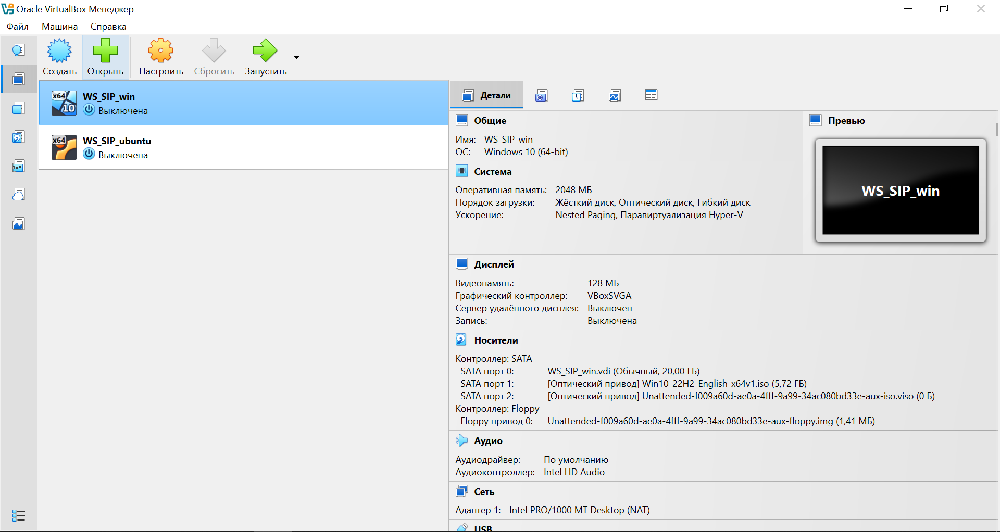 Oracle VirtualBox Менеджер
Файл Машина Справка
Создать Открыть Настроить Сбросить Запустить
x64 10 WS_SIP_win
Выключена
x64 WS_SIP_ubuntu
Выключена
Детали
Общие
Имя: WS_SIP_win
ОС: Windows 10 (64-bit)
Система
Оперативная память: 2048 МБ
Порядок загрузки: Жёсткий диск, Оптический диск, Гибкий диск
Ускорение: Nested Paging, Паравиртуализация Hyper-V
Превью
WS_SIP_win
Дисплей
Видеопамять: 128 МБ
Графический контроллер: VBoxSVGA
Сервер удалённого дисплея: Выключен
Запись: Выключена
Носители
Контроллер: SATA
SATA порт 0: WS_SIP_win.vdi (Обычный, 20,00 ГБ)
SATA порт 1: [Оптический привод] Win10_22H2_English_x64v1.iso (5,72 ГБ)
SATA порт 2: [Оптический привод] Unattended-f009a60d-ae0a-4fff-9a99-34ac080bd33e-aux-iso.viso (0 Б)
Контроллер: Floppy
Floppy привод 0: Unattended-f009a60d-ae0a-4fff-9a99-34ac080bd33e-aux-floppy.img (1,41 МБ)
Аудио
Аудиодрайвер: По умолчанию
Аудиоконтроллер: Intel HD Audio
Сеть
Адаптер 1: Intel PRO/1000 MT Desktop (NAT)
USB